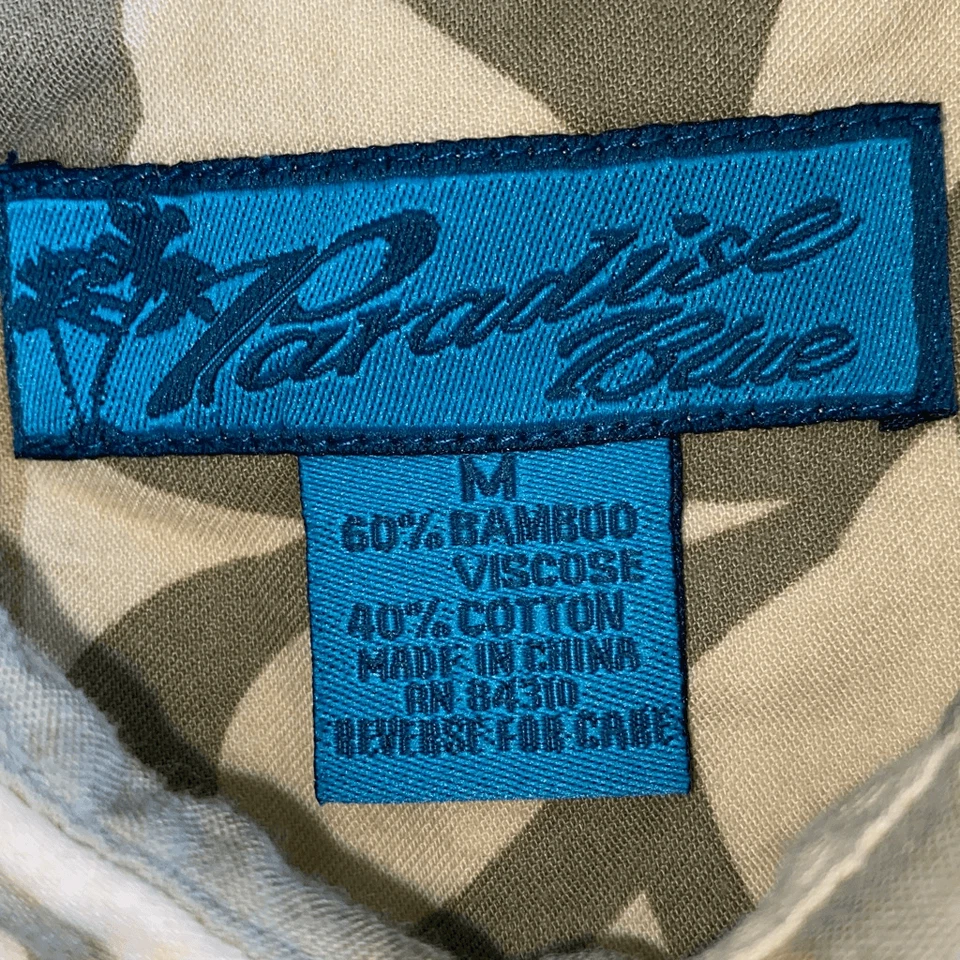 Paradise
Blue
M
60% BAMBOO
VISCOSE
40% COTTON
MADE IN CHINA
RN 84310
REVERSE FOR CARE